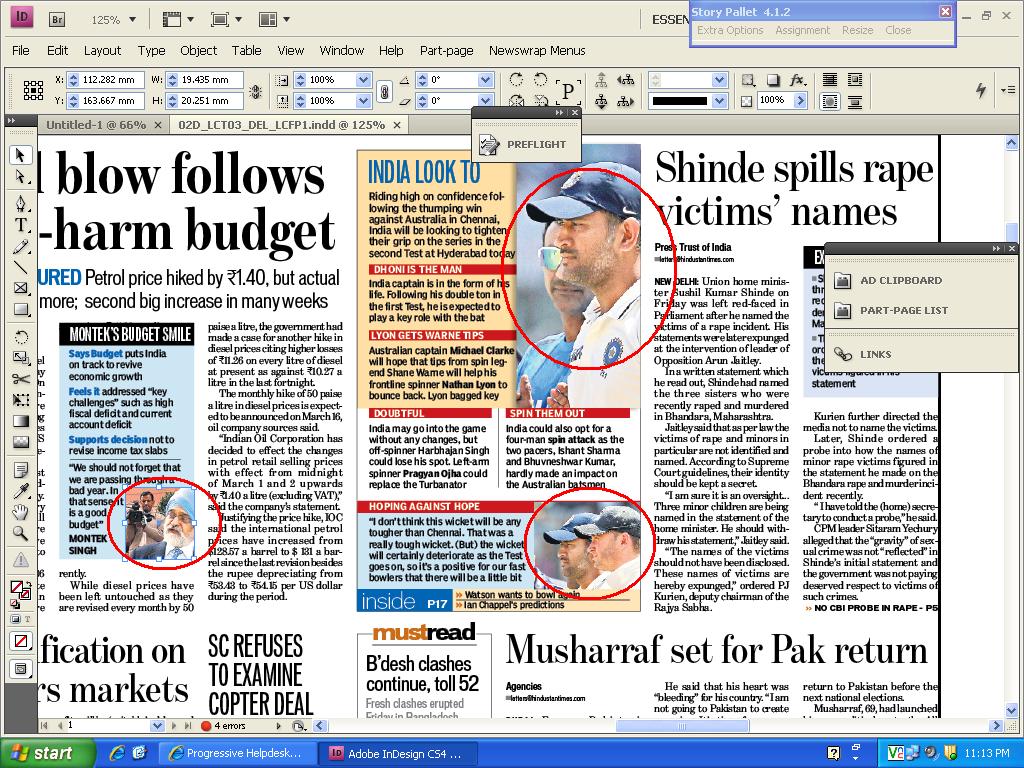 Id
Br
125%
ESSEN
Story Pallet 4.1.2
Extra Options Assignment Resize Close
File Edit Layout Type Object Table View Window Help Part-page Newswrap Menus
X: 112.282 mm W: 19.435 mm 100% 0°
Y: 163.667 mm H: 20.251 mm 100% 0° P fx 100%
Untitled-1 @ 66% × 02D_LCT03_DEL_LCFP1.indd @ 125% ×
PREFLIGHT
AD CLIPBOARD
PART-PAGE LIST
LINKS
l blow follows
-harm budget
URED Petrol price hiked by ₹1.40, but actual
more; second big increase in many weeks
MONTEK'S BUDGET SMILE
Says Budget puts India
on track to revive
economic growth
Feels it addressed "key
challenges" such as high
fiscal deficit and current
account deficit
Supports decision not to
revise income tax slabs
"We should not forget that
we are passing through a
bad year. In
that sense, it
is a good
budget"
MONTEK
SINGH
rently.
While diesel prices have
been left untouched as they
are revised every month by 50
paise a litre, the government had
made a case for another hike in
diesel prices citing higher losses
of ₹11.26 on every litre of diesel
at present as against ₹10.27 a
litre in the last fortnight.
The monthly hike of 50 paise
a litre in diesel prices is expect-
ed to be announced on March 16,
oil company sources said.
"Indian Oil Corporation has
decided to effect the changes
in petrol retail selling prices
with effect from midnight
of March 1 and 2 upwards
by ₹1.40 a litre (excluding VAT),"
said the company's statement.
Justifying the price hike, IOC
said the international petrol
prices have increased from
$128.57 a barrel to $ 131 a bar-
rel since the last revision besides
the rupee depreciating from
₹53.43 to ₹54.15 per US dollar
during the period.
INDIA LOOK TO
Riding high on confidence fol-
lowing the thumping win
against Australia in Chennai,
India will be looking to tighten
their grip on the series in the
second Test at Hyderabad today
DHONI IS THE MAN
India captain is in the form of his
life. Following his double ton in
the first Test, he is expected to
play a key role with the bat
LYON GETS WARNE TIPS
Australian captain Michael Clarke
will hope that tips from spin leg-
end Shane Warne will help his
frontline spinner Nathan Lyon to
bounce back. Lyon bagged key
DOUBTFUL
India may go into the game
without any changes, but
off-spinner Harbhajan Singh
could lose his spot. Left-arm
spinner Pragyan Ojha could
replace the Turbanator
SPIN THEM OUT
India could also opt for a
four-man spin attack as the
two pacers, Ishant Sharma
and Bhuvneshwar Kumar,
hardly made an impact on
the Australian batsmen
HOPING AGAINST HOPE
"I don't think this wicket will be any
tougher than Chennai. That was a
really tough wicket. (But) the wicket
will certainly deteriorate as the Test
goes on, so it's a positive for our fast
bowlers that there will be a little bit
inside P17
» Watson wants to bowl again
» Ian Chappel's predictions
Shinde spills rape
victims' names
Press Trust of India
letters@hindustantimes.com
NEW DELHI: Union home minis-
ter Sushil Kumar Shinde on
Friday was left red-faced in
Parliament after he named the
victims of a rape incident. His
statements were later expunged
at the intervention of leader of
Opposition Arun Jaitley.
In a written statement which
he read out, Shinde had named
the three sisters who were
recently raped and murdered
in Bhandara, Maharashtra.
Jaitley said that as per law the
victims of rape and minors in
particular are not identified and
named. According to Supreme
Court guidelines, their identity
should be kept a secret.
"I am sure it is an oversight...
Three minor children are being
named in the statement of the
home minister. He should with-
draw his statement," Jaitley said.
"The names of the victims
should not have been disclosed.
These names of victims are
hereby expunged," ordered PJ
Kurien, deputy chairman of the
Rajya Sabha.
statement
Kurien further directed the
media not to name the victims.
Later, Shinde ordered a
probe into how the names of
minor rape victims figured in
the statement he made on the
Bhandara rape and murder inci-
dent recently.
"I have told the (home) secre-
tary to conduct a probe," he said.
CPM leader Sitaram Yechury
alleged that the "gravity" of sex-
ual crime was not "reflected" in
Shinde's initial statement and
the government was not paying
deserved respect to victims of
such crimes.
» NO CBI PROBE IN RAPE - P5
fication on
rs markets
SC REFUSES
TO EXAMINE
COPTER DEAL
mustread
B'desh clashes
continue, toll 52
Fresh clashes erupted
Friday in Bangladesh
Musharraf set for Pak return
Agencies
letters@hindustantimes.com
He said that his heart was
"bleeding" for his country. "I am
not going to Pakistan to create
return to Pakistan before the
next national elections.
Musharraf, 69, had launched
1
4 errors
start
Progressive Helpdesk...
Adobe InDesign CS4 ...
11:13 PM